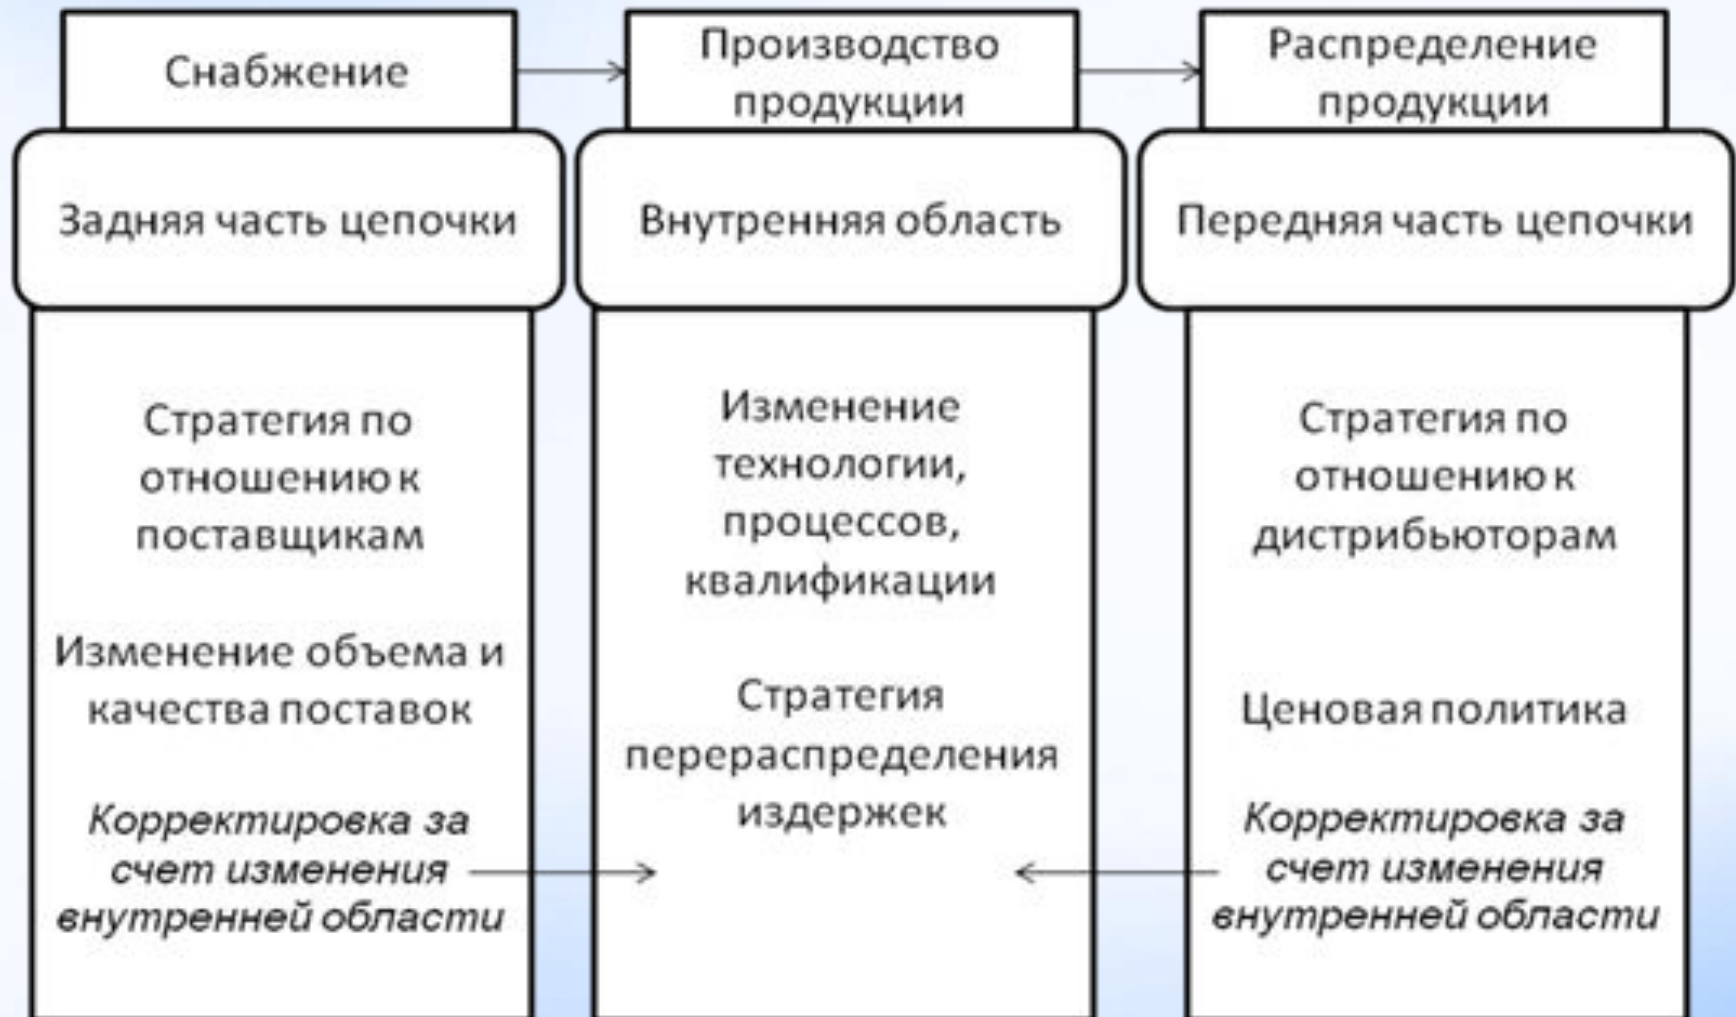 Снабжение
Производство
продукции
Распределение
продукции
Задняя часть цепочки
Внутренняя область
Передняя часть цепочки
Стратегия по
отношению к
поставщикам
Изменение объема и
качества поставок
Корректировка за
счет изменения
внутренней области
Изменение
технологии,
процессов,
квалификации
Стратегия
перераспределения
издержек
Стратегия по
отношению к
дистрибьюторам
Ценовая политика
Корректировка за
счет изменения
внутренней области